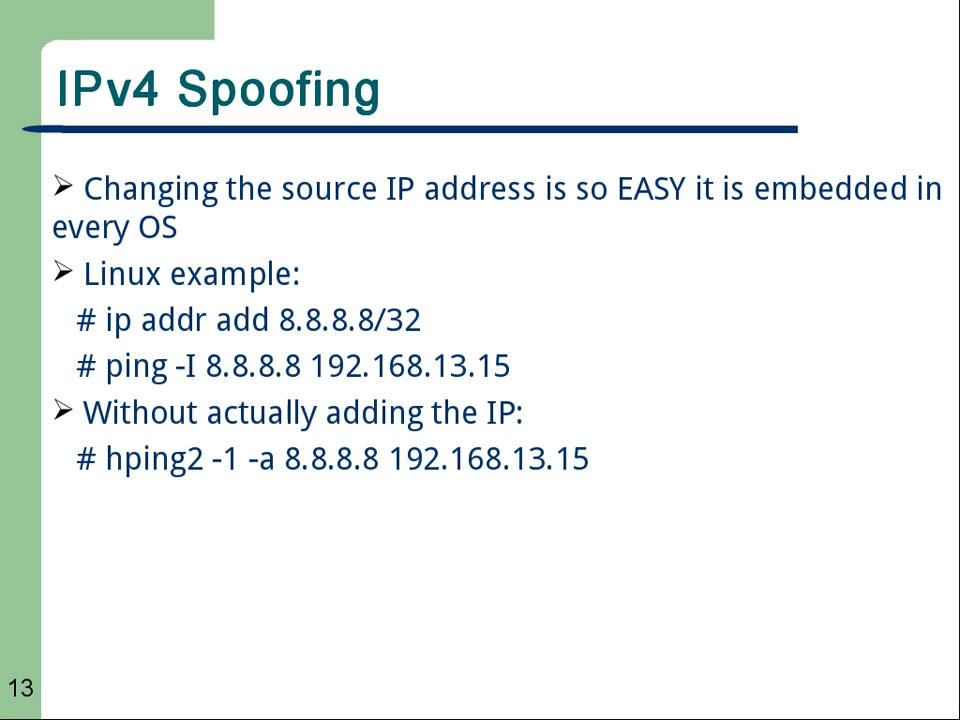 IPv4 Spoofing
➢ Changing the source IP address is so EASY it is embedded in
every OS
➢ Linux example:
# ip addr add 8.8.8.8/32
# ping -I 8.8.8.8 192.168.13.15
➢ Without actually adding the IP:
# hping2 -1 -a 8.8.8.8 192.168.13.15
13